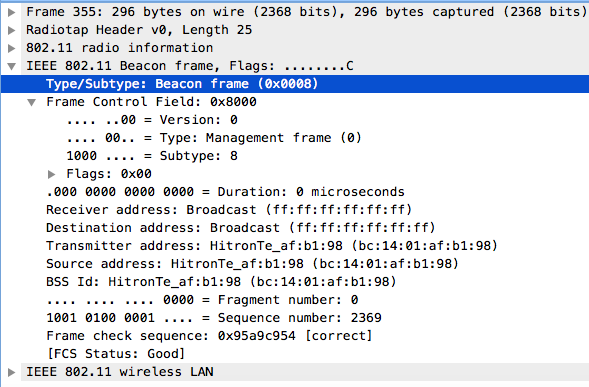 Frame 355: 296 bytes on wire (2368 bits), 296 bytes captured (2368 bits)
Radiotap Header v0, Length 25
802.11 radio information
IEEE 802.11 Beacon frame, Flags: ........C
Type/Subtype: Beacon frame (0x0008)
Frame Control Field: 0x8000
.... ..00 = Version: 0
.... 00.. = Type: Management frame (0)
1000 .... = Subtype: 8
Flags: 0x00
.000 0000 0000 0000 = Duration: 0 microseconds
Receiver address: Broadcast (ff:ff:ff:ff:ff:ff)
Destination address: Broadcast (ff:ff:ff:ff:ff:ff)
Transmitter address: HitronTe_af:b1:98 (bc:14:01:af:b1:98)
Source address: HitronTe_af:b1:98 (bc:14:01:af:b1:98)
BSS Id: HitronTe_af:b1:98 (bc:14:01:af:b1:98)
.... .... .... 0000 = Fragment number: 0
1001 0100 0001 .... = Sequence number: 2369
Frame check sequence: 0x95a9c954 [correct]
[FCS Status: Good]
IEEE 802.11 wireless LAN